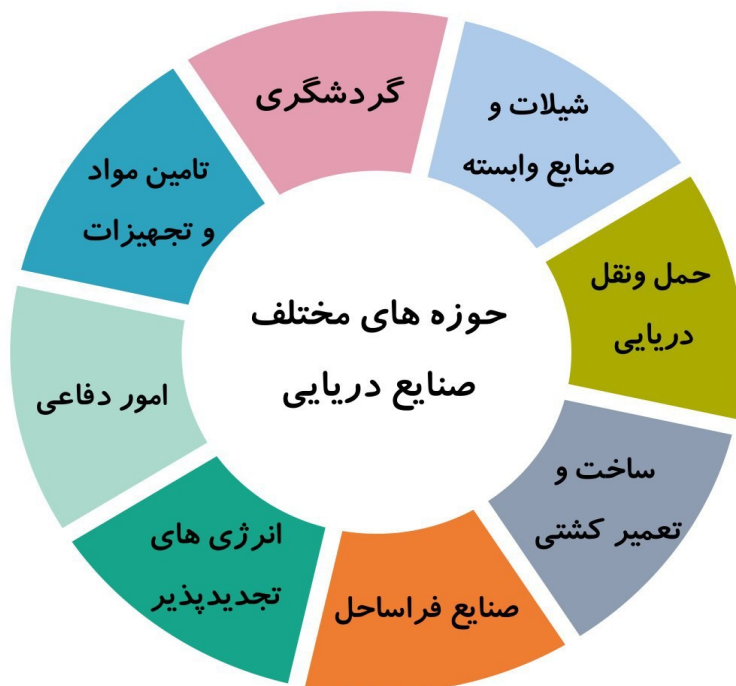 حوزه های مختلف
صنایع دریایی
گردشگری
شیلات و
صنایع وابسته
حمل ونقل
دریایی
ساخت و
تعمیر کشتی
صنایع فراساحل
انرژی های
تجدیدپذیر
امور دفاعی
تامین مواد
و تجهیزات